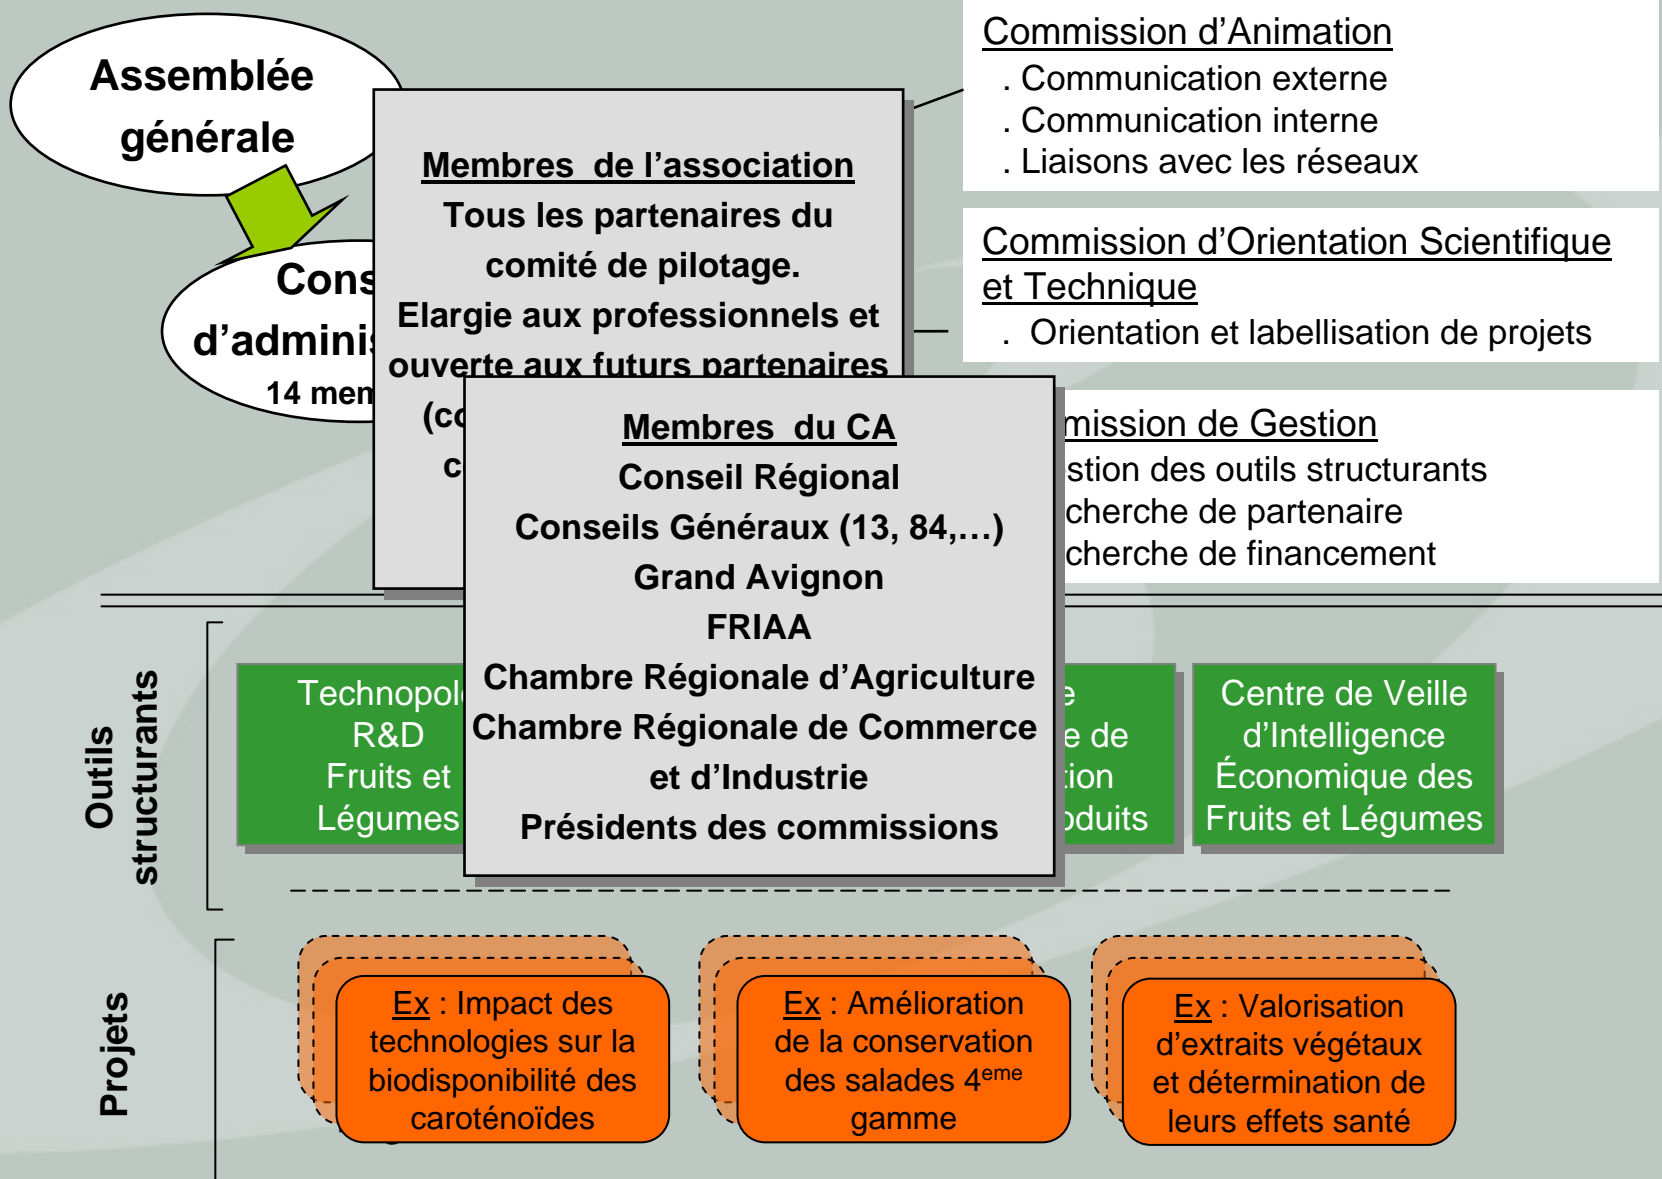 Assemblée
générale
d'adminis
14 mem
Membres de l'association
Tous les partenaires du
comité de pilotage.
Elargie aux professionnels et
ouverte aux futurs partenaires
Membres du CA
Conseil Régional
Conseils Généraux (13, 84,…)
Grand Avignon
FRIAA
Chambre Régionale d'Agriculture
Chambre Régionale de Commerce
et d'Industrie
Présidents des commissions
Commission d'Animation
. Communication externe
. Communication interne
. Liaisons avec les réseaux
Commission d'Orientation Scientifique
et Technique
. Orientation et labellisation de projets
mission de Gestion
stion des outils structurants
cherche de partenaire
cherche de financement
Outils
structurants
Technopol
R&D
Fruits et
Légumes
e
e de
ion
oduits
Centre de Veille
d'Intelligence
Économique des
Fruits et Légumes
Projets
Ex : Impact des
technologies sur la
biodisponibilité des
caroténoïdes
Ex : Amélioration
de la conservation
des salades 4eme
gamme
Ex : Valorisation
d'extraits végétaux
et détermination de
leurs effets santé